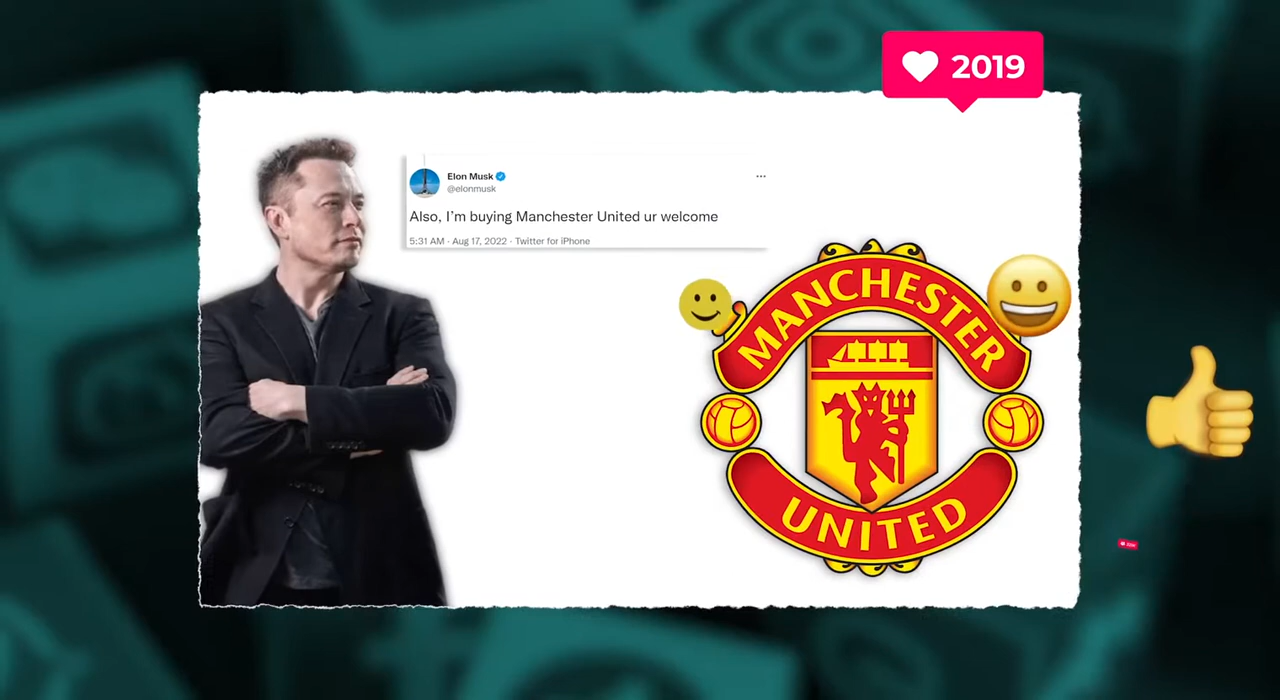 2019
Elon Musk
@elonmusk
Also, I'm buying Manchester United ur welcome
5:31 AM · Aug 17, 2022 · Twitter for iPhone
MANCHESTER
UNITED